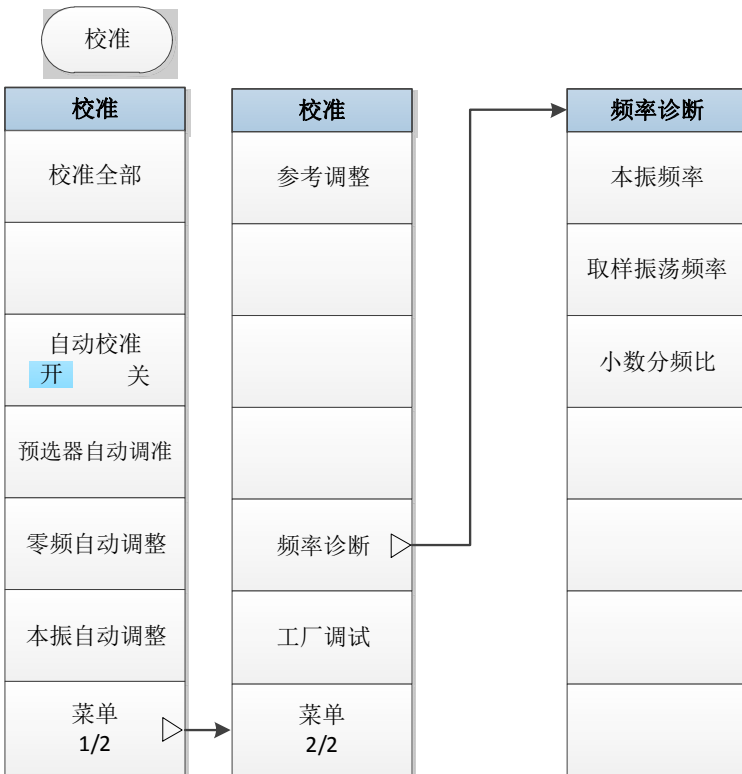 校准
校准
校准全部
自动校准
开 关
预选器自动调准
零频自动调整
本振自动调整
菜单
1/2
校准
参考调整
频率诊断
工厂调试
菜单
2/2
频率诊断
本振频率
取样振荡频率
小数分频比